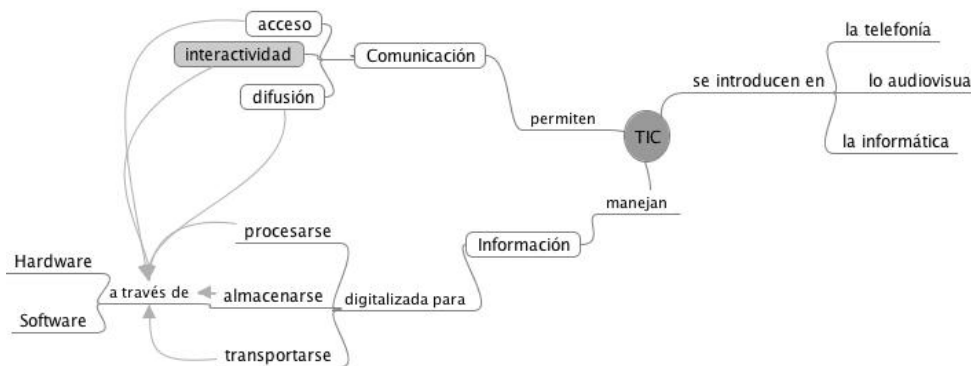 acceso
interactividad
difusión
Comunicación
permiten
TIC
se introducen en
la telefonía
lo audiovisua
la informática
manejan
Información
digitalizada para
procesarse
almacenarse
transportarse
a través de
Hardware
Software